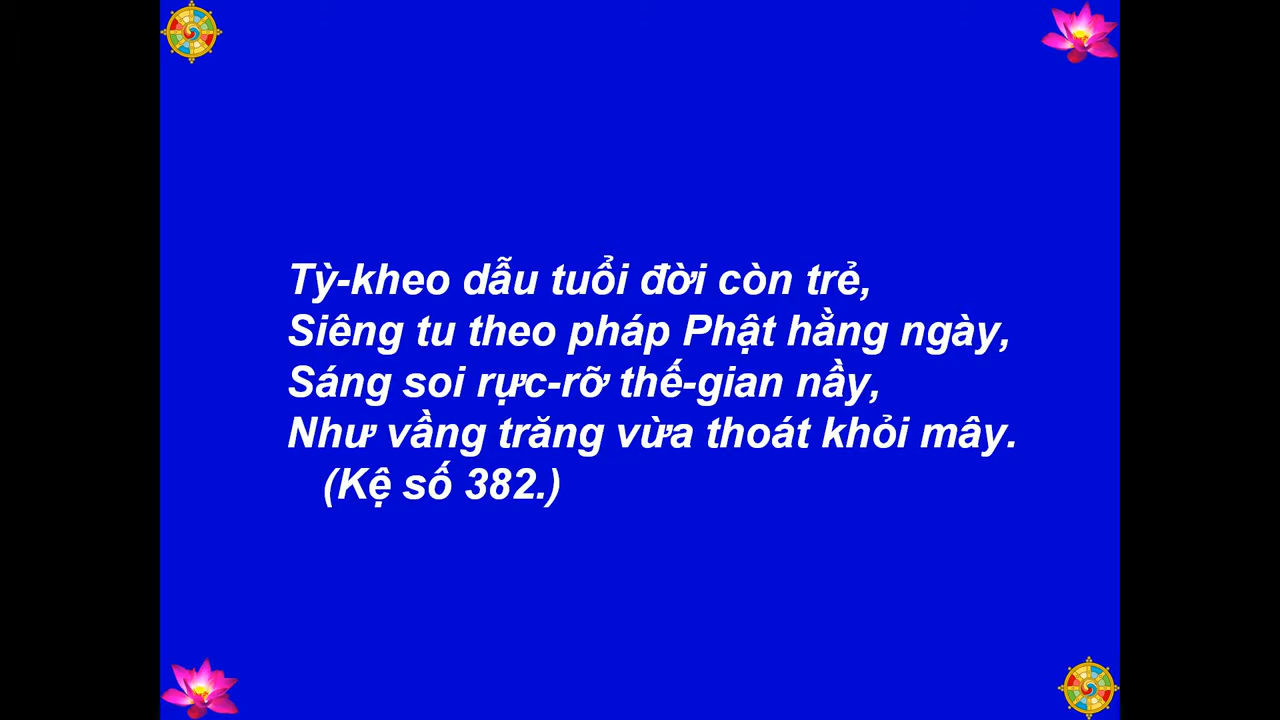 Tỳ-kheo dẫu tuổi đời còn trẻ,
Siêng tu theo pháp Phật hằng ngày,
Sáng soi rực-rỡ thế-gian nầy,
Như vầng trăng vừa thoát khỏi mây.
(Kệ số 382.)